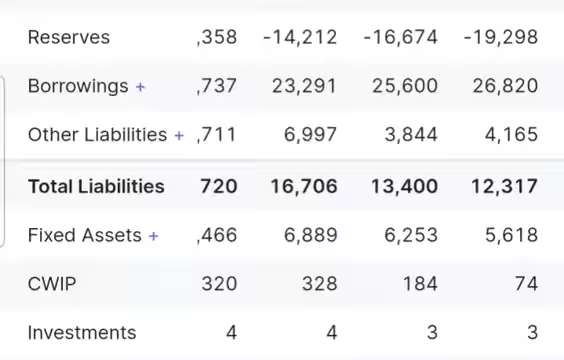 Reserves ,358 -14,212 -16,674 -19,298
Borrowings + ,737 23,291 25,600 26,820
Other Liabilities + ,711 6,997 3,844 4,165
Total Liabilities 720 16,706 13,400 12,317
Fixed Assets + ,466 6,889 6,253 5,618
CWIP 320 328 184 74
Investments 4 4 3 3